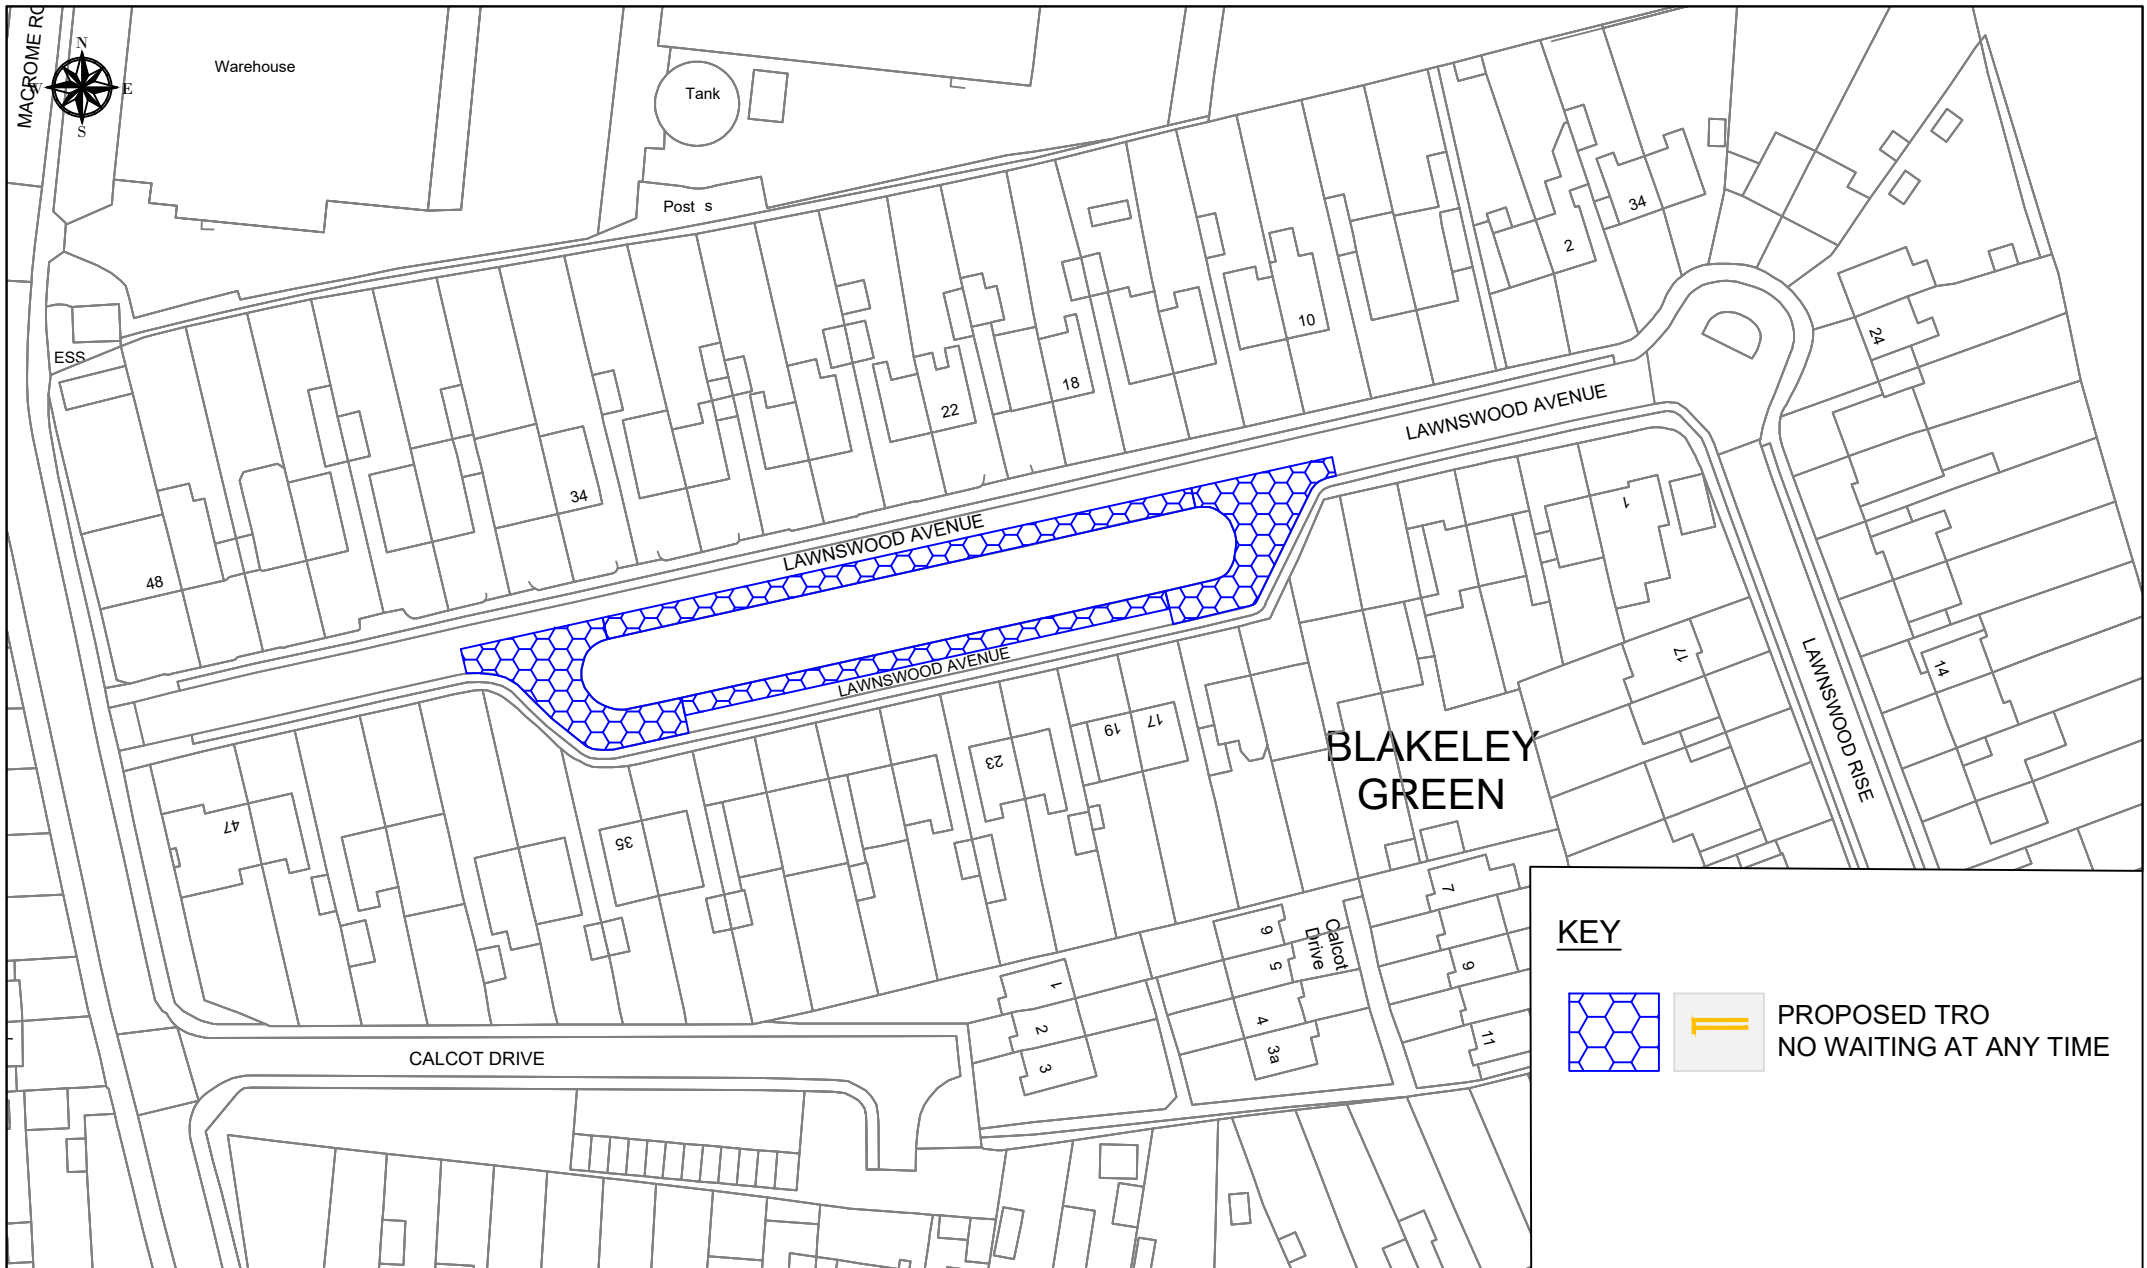 MACROME RO
N
W
E
S
Warehouse
Tank
Post s
ESS
34
2
24
10
18
22
34
48
LAWNSWOOD AVENUE
LAWNSWOOD AVENUE
LAWNSWOOD AVENUE
1
17
14
LAWNSWOOD RISE
17
19
23
35
47
BLAKELEY
GREEN
7
9
11
Calcot
Drive
6
5
4
3a
1
2
3
CALCOT DRIVE
KEY
PROPOSED TRO
NO WAITING AT ANY TIME